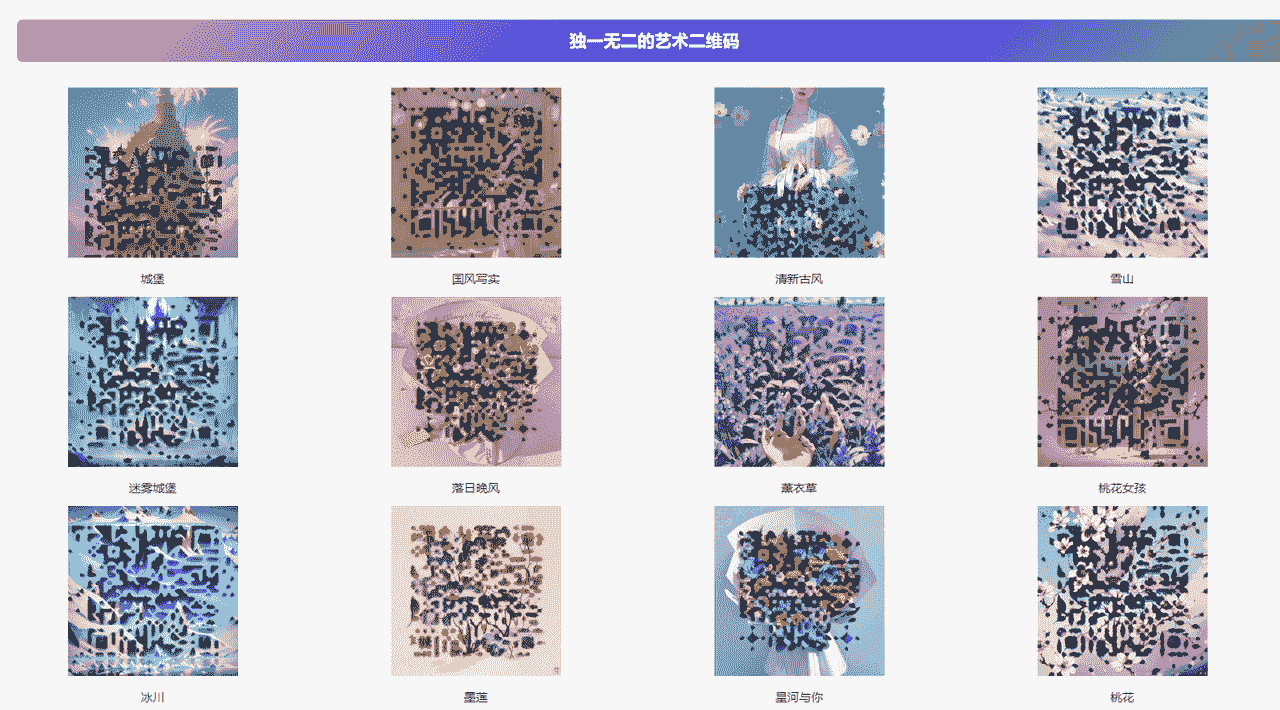 独一无二的艺术二维码
城堡
国风写实
清新古风
雪山
迷雾城堡
落日晚风
薰衣草
桃花女孩
冰川
墨莲
星河与你
桃花